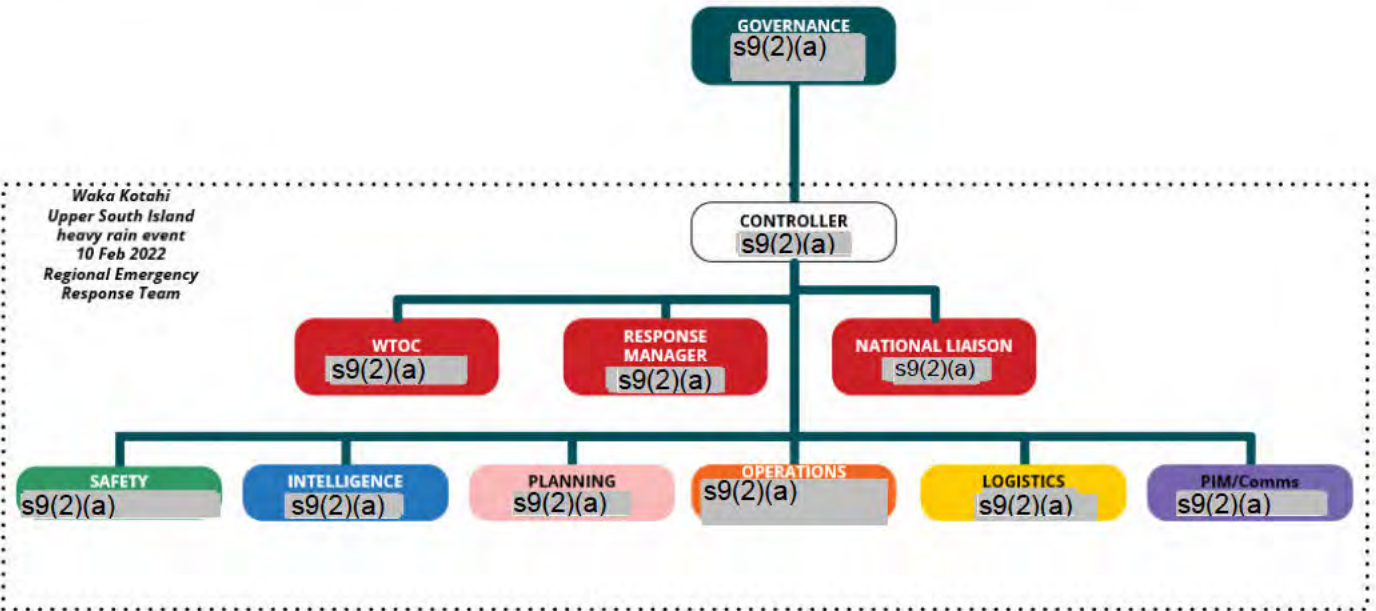 GOVERNANCE
s9(2)(a)
Waka Kotahi
Upper South Island
heavy rain event
10 Feb 2022
Regional Emergency
Response Team
CONTROLLER
s9(2)(a)
WTOC
s9(2)(a)
RESPONSE
MANAGER
s9(2)(a)
NATIONAL LIAISON
s9(2)(a)
SAFETY
s9(2)(a)
INTELLIGENCE
s9(2)(a)
PLANNING
s9(2)(a)
OPERATIONS
s9(2)(a)
LOGISTICS
s9(2)(a)
PIM/Comms
s9(2)(a)